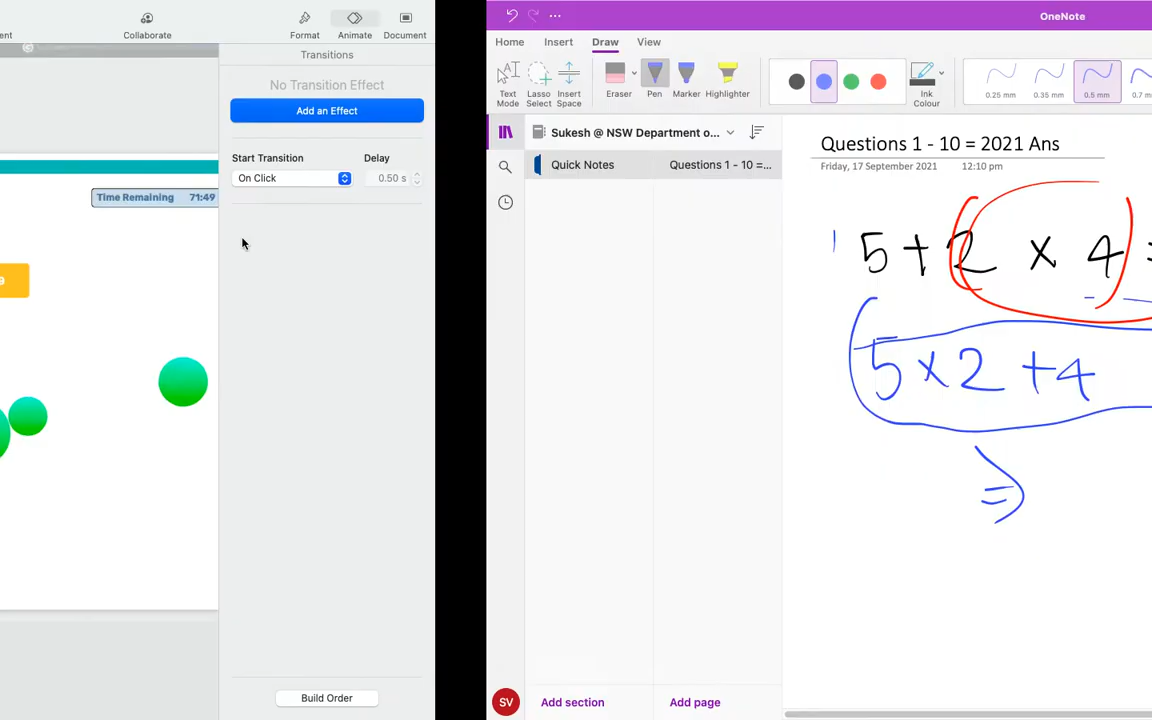 ent
Collaborate
Format
Animate
Document
Transitions
No Transition Effect
Add an Effect
Start Transition
Delay
On Click
0.50 s
Time Remaining 71:49
Build Order
OneNote
Home
Insert
Draw
View
Text Mode
Lasso Select
Insert Space
Eraser
Pen
Marker
Highlighter
Ink Colour
0.25 mm
0.35 mm
0.5 mm
0.7 m
Sukesh @ NSW Department o...
Quick Notes
Questions 1 - 10 =...
Questions 1 - 10 = 2021 Ans
Friday, 17 September 2021
12:10 pm
5 + (2 × 4) =
5 × 2 + 4
=
SV
Add section
Add page